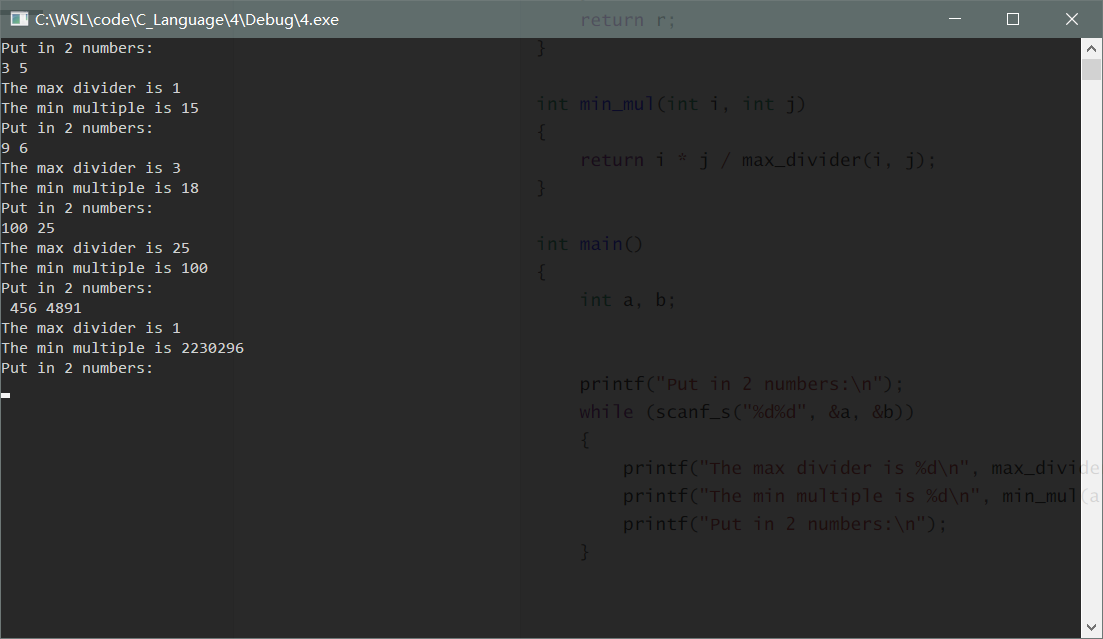 C:\WSL\code\C_Language\4\Debug\4.exe
Put in 2 numbers:
3 5
The max divider is 1
The min multiple is 15
Put in 2 numbers:
9 6
The max divider is 3
The min multiple is 18
Put in 2 numbers:
100 25
The max divider is 25
The min multiple is 100
Put in 2 numbers:
 456 4891
The max divider is 1
The min multiple is 2230296
Put in 2 numbers:
return r;
}
int min_mul(int i, int j)
{
return i * j / max_divider(i, j);
}
int main()
{
int a, b;
printf("Put in 2 numbers:\n");
while (scanf_s("%d%d", &a, &b))
{
printf("The max divider is %d\n", max_divide
printf("The min multiple is %d\n", min_mul(a
printf("Put in 2 numbers:\n");
}